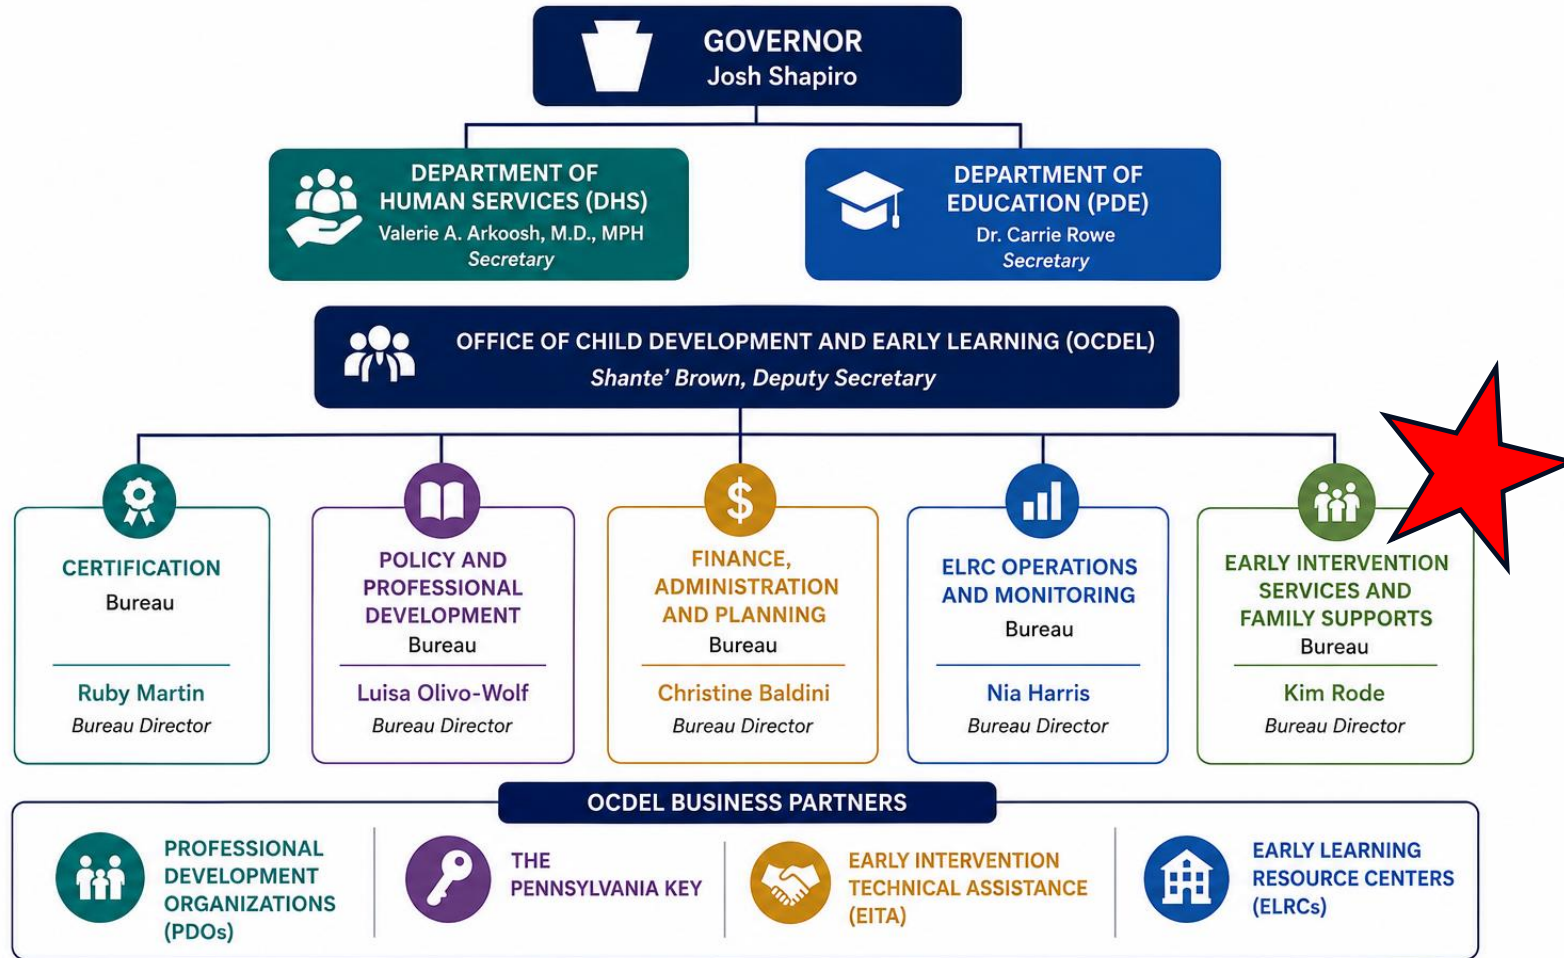 GOVERNOR
Josh Shapiro
DEPARTMENT OF
HUMAN SERVICES (DHS)
Valerie A. Arkoosh, M.D., MPH
Secretary
DEPARTMENT OF
EDUCATION (PDE)
Dr. Carrie Rowe
Secretary
OFFICE OF CHILD DEVELOPMENT AND EARLY LEARNING (OCDEL)
Shante’ Brown, Deputy Secretary
CERTIFICATION
Bureau
Ruby Martin
Bureau Director
POLICY AND
PROFESSIONAL
DEVELOPMENT
Bureau
Luisa Olivo-Wolf
Bureau Director
$
FINANCE,
ADMINISTRATION
AND PLANNING
Bureau
Christine Baldini
Bureau Director
ELRC OPERATIONS
AND MONITORING
Bureau
Nia Harris
Bureau Director
EARLY INTERVENTION
SERVICES AND
FAMILY SUPPORTS
Bureau
Kim Rode
Bureau Director
OCDEL BUSINESS PARTNERS
PROFESSIONAL
DEVELOPMENT
ORGANIZATIONS
(PDOs)
THE
PENNSYLVANIA KEY
EARLY INTERVENTION
TECHNICAL ASSISTANCE
(EITA)
EARLY LEARNING
RESOURCE CENTERS
(ELRCs)